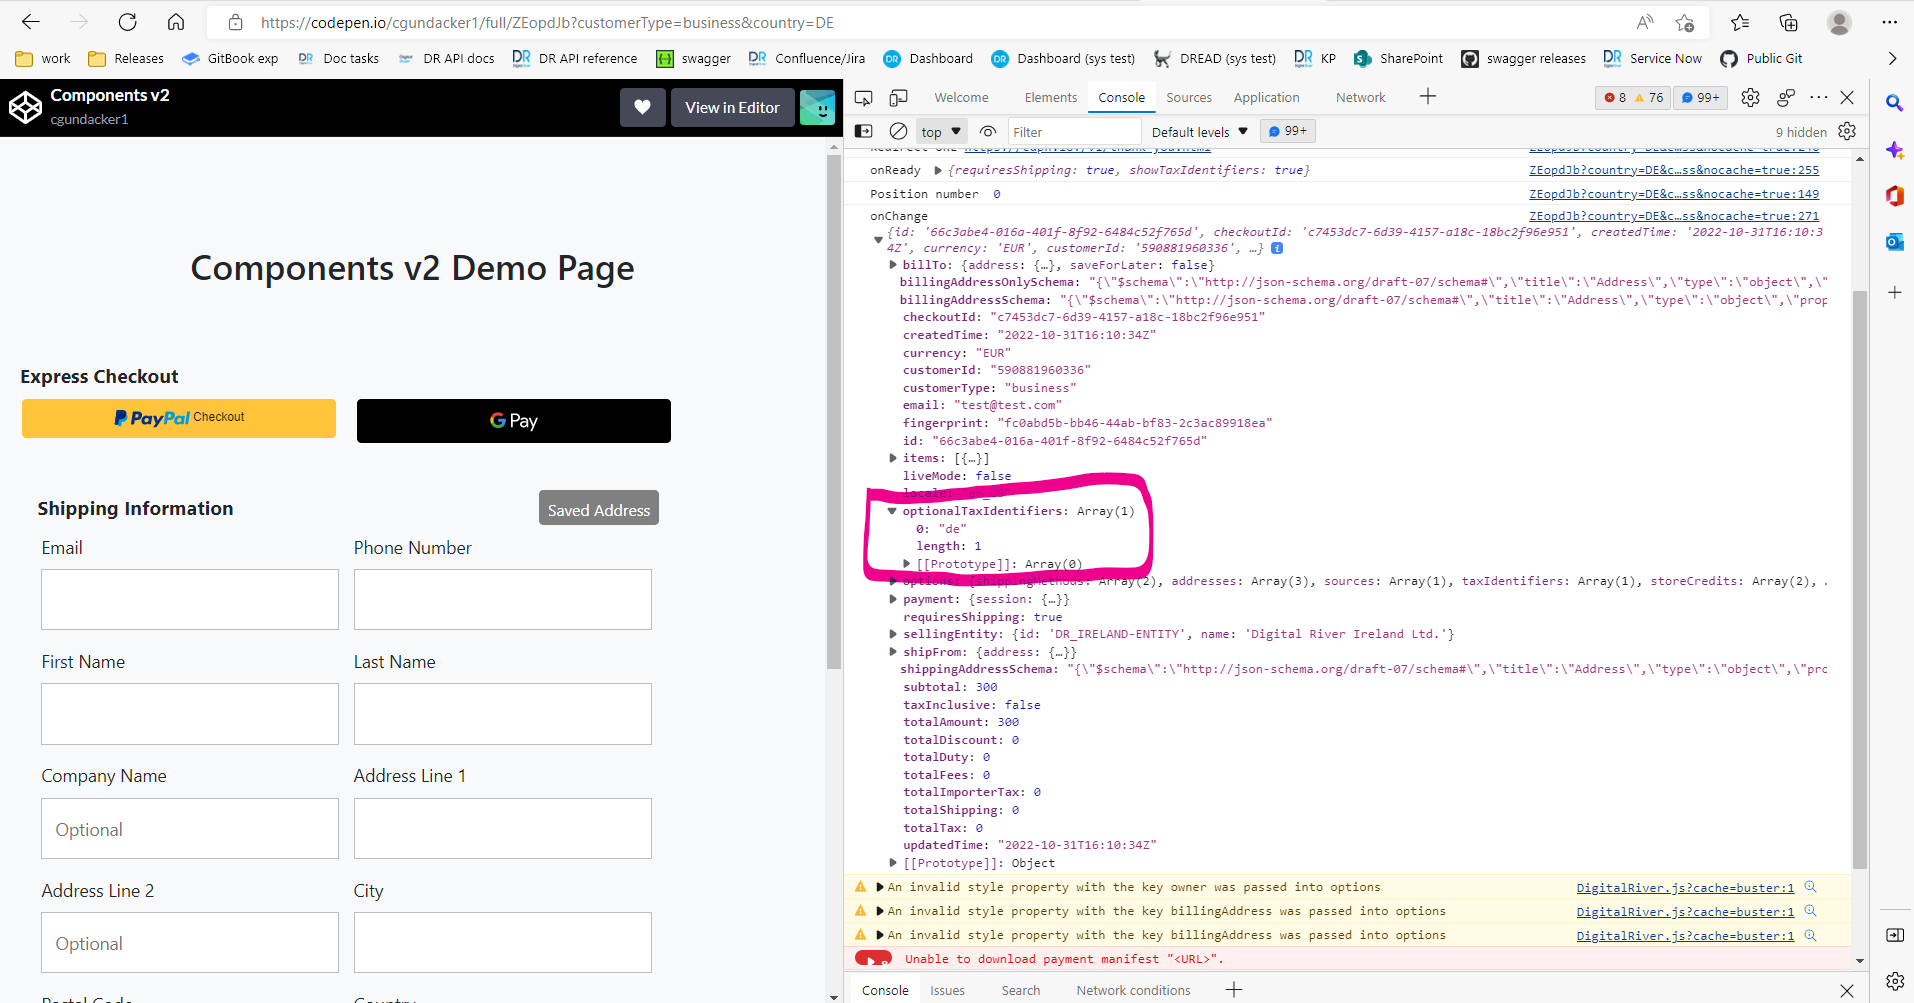 https://codepen.io/cgundacker1/full/ZEopdJb?customerType=business&country=DE
work Releases GitBook exp DR Doc tasks DR API docs DR DR API reference swagger DR Confluence/Jira DR Dashboard DR Dashboard (sys test) DREAD (sys test) DR KP SharePoint swagger releases DR Service Now Public Git
Components v2
cgundacker1
View in Editor
Welcome Elements Console Sources Application Network 8 76 99+
top Filter Default levels 99+ 9 hidden
onReady {requiresShipping: true, showTaxIdentifiers: true} ZEopdJb?country=DE&c…ss&nocache=true:255
Position number 0 ZEopdJb?country=DE&c…ss&nocache=true:149
onChange ZEopdJb?country=DE&c…ss&nocache=true:271
{id: '66c3abe4-016a-401f-8f92-6484c52f765d', checkoutId: 'c7453dc7-6d39-4157-a18c-18bc2f96e951', createdTime: '2022-10-31T16:10:3
4Z', currency: 'EUR', customerId: '590881960336', …} i
billTo: {address: {…}, saveForLater: false}
billingAddressOnlySchema: "{\"$schema\":\"http://json-schema.org/draft-07/schema#\",\"title\":\"Address\",\"type\":\"object\",\"
billingAddressSchema: "{\"$schema\":\"http://json-schema.org/draft-07/schema#\",\"title\":\"Address\",\"type\":\"object\",\"prop
checkoutId: "c7453dc7-6d39-4157-a18c-18bc2f96e951"
createdTime: "2022-10-31T16:10:34Z"
currency: "EUR"
customerId: "590881960336"
customerType: "business"
email: "test@test.com"
fingerprint: "fc0abd5b-bb46-44ab-bf83-2c3ac89918ea"
id: "66c3abe4-016a-401f-8f92-6484c52f765d"
items: [{…}]
liveMode: false
locale:
optionalTaxIdentifiers: Array(1)
0: "de"
length: 1
[[Prototype]]: Array(0)
options: {shippingMethods: Array(2), addresses: Array(3), sources: Array(1), taxIdentifiers: Array(1), storeCredits: Array(2), .
payment: {session: {…}}
requiresShipping: true
sellingEntity: {id: 'DR_IRELAND-ENTITY', name: 'Digital River Ireland Ltd.'}
shipFrom: {address: {…}}
shippingAddressSchema: "{\"$schema\":\"http://json-schema.org/draft-07/schema#\",\"title\":\"Address\",\"type\":\"object\",\"pro
subtotal: 300
taxInclusive: false
totalAmount: 300
totalDiscount: 0
totalDuty: 0
totalFees: 0
totalImporterTax: 0
totalShipping: 0
totalTax: 0
updatedTime: "2022-10-31T16:10:34Z"
[[Prototype]]: Object
An invalid style property with the key owner was passed into options DigitalRiver.js?cache=buster:1
An invalid style property with the key billingAddress was passed into options DigitalRiver.js?cache=buster:1
An invalid style property with the key billingAddress was passed into options DigitalRiver.js?cache=buster:1
Unable to download payment manifest "<URL>".
Console Issues Search Network conditions
Components v2 Demo Page
Express Checkout
PayPal Checkout
G Pay
Shipping Information
Saved Address
Email Phone Number
First Name Last Name
Company Name Address Line 1
Optional
Address Line 2 City
Optional